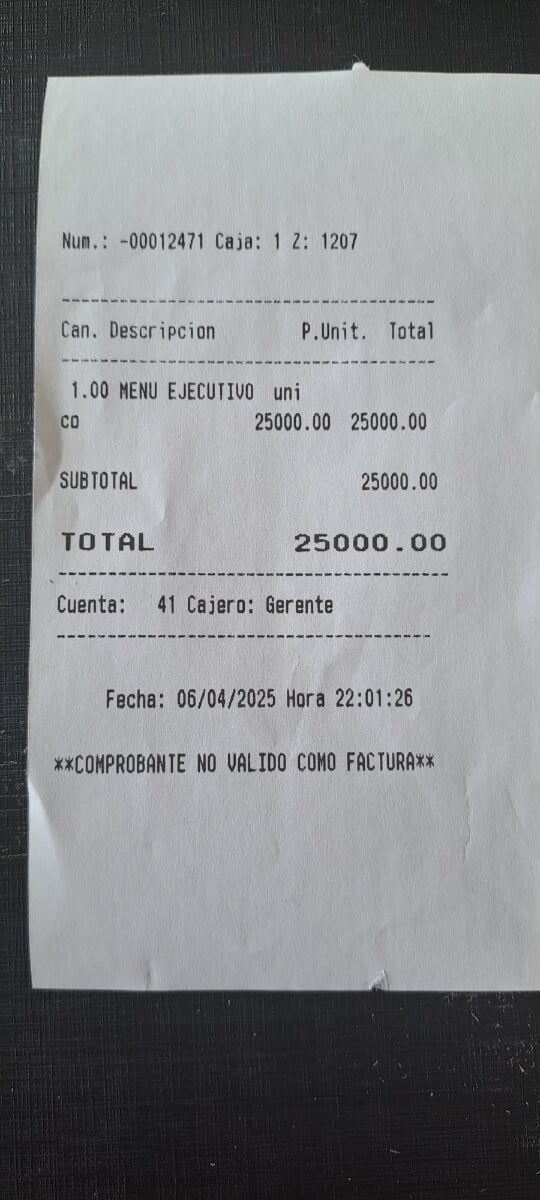 Num.: -00012471 Caja: 1 Z: 1207
--------------------------------------
Can. Descripcion P.Unit. Total
--------------------------------------
1.00 MENU EJECUTIVO uni
co 25000.00 25000.00
SUBTOTAL 25000.00
TOTAL 25000.00
--------------------------------------
Cuenta: 41 Cajero: Gerente
--------------------------------------
Fecha: 06/04/2025 Hora 22:01:26
**COMPROBANTE NO VALIDO COMO FACTURA**